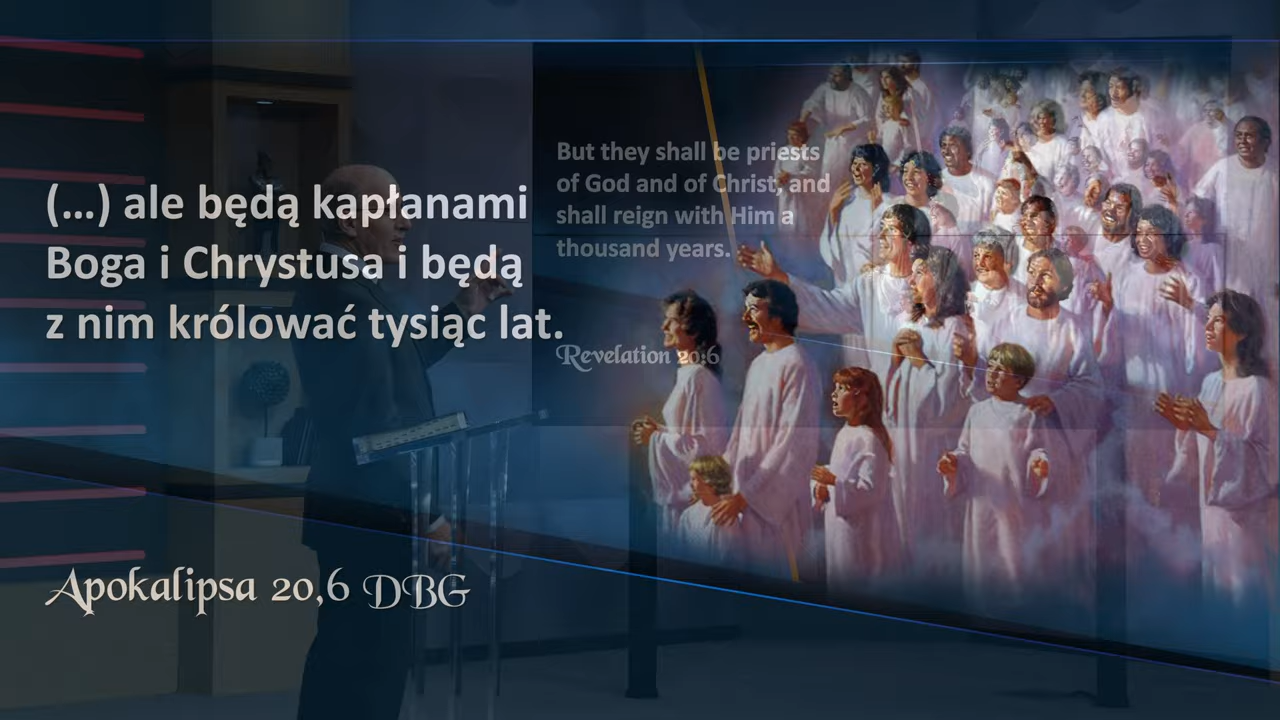 (...) ale będą kapłanami
Boga i Chrystusa i będą
z nim królować tysiąc lat.
Apokalipsa 20,6 DBG
But they shall be priests
of God and of Christ, and
shall reign with Him a
thousand years.
Revelation 20:6